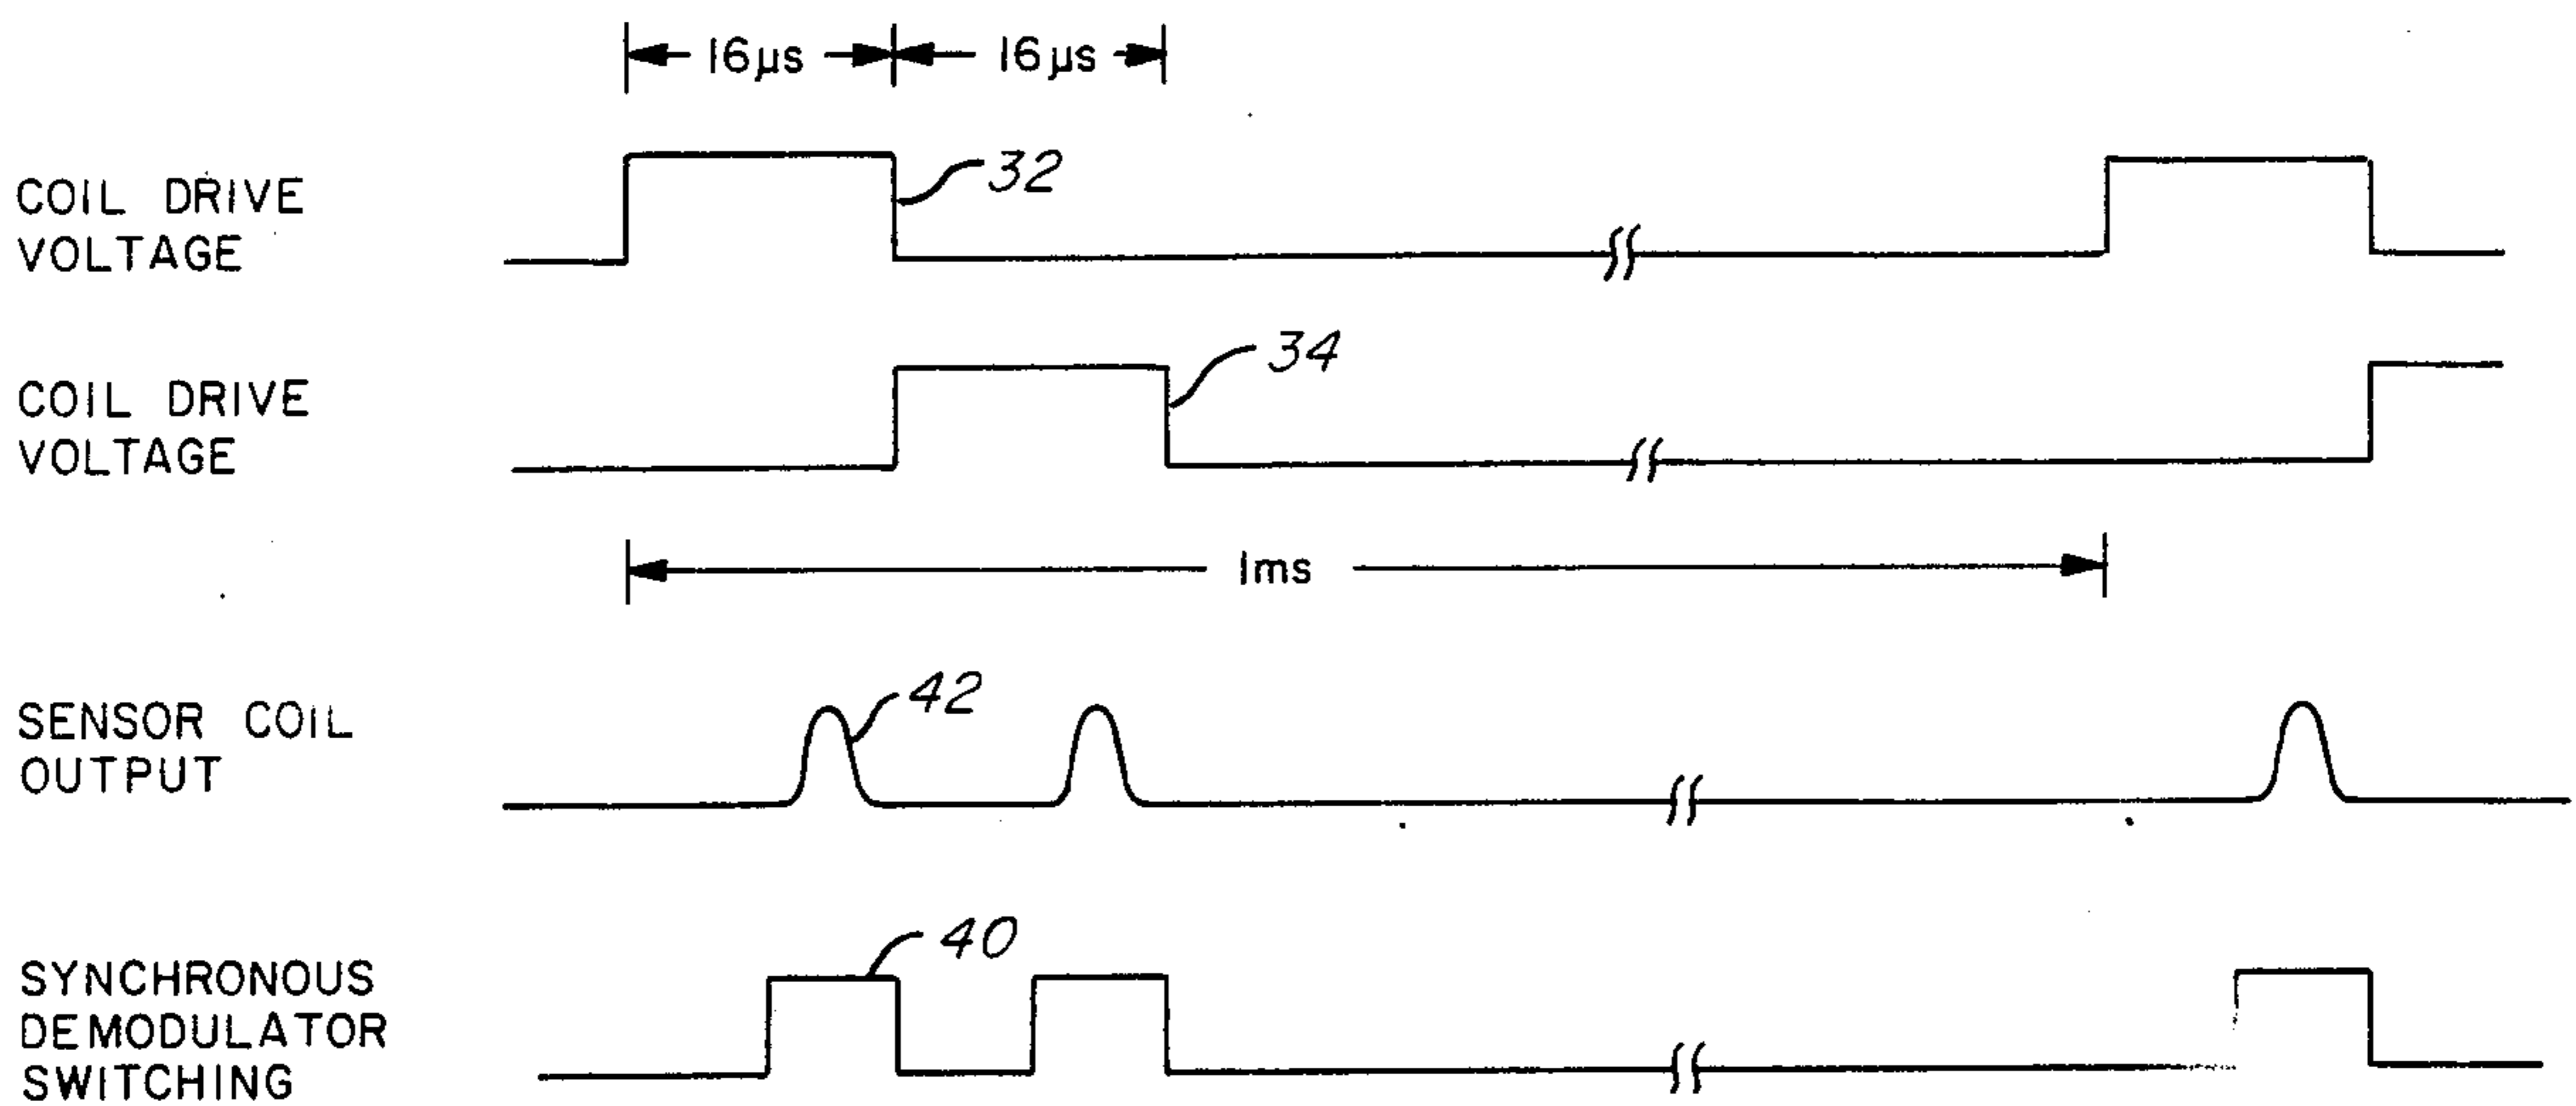 16µs 16µs
COIL DRIVE
VOLTAGE
32
COIL DRIVE
VOLTAGE
34
1ms
SENSOR COIL
OUTPUT
42
SYNCHRONOUS
DEMODULATOR
SWITCHING
40